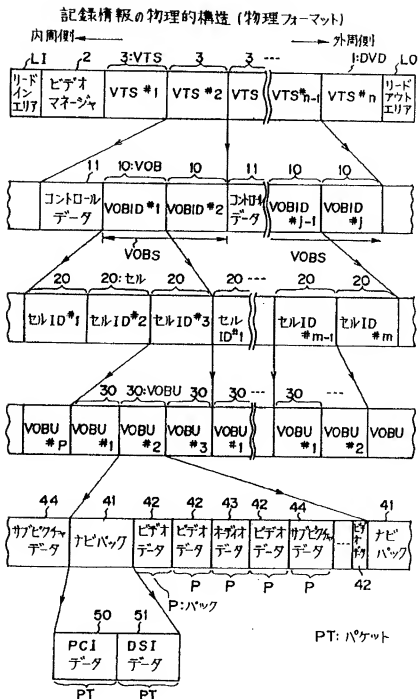 記録情報の物理的構造(物理フォーマット)
内周側 外周側
LI 2 3:VTS 3 3 --- 1:DVD LO
リードインエリア ビデオマネージャ VTS #1 VTS #2 VTS VTS#n-1 VTS #n リードアウトエリア
11 10:VOB 10 11 10 10
コントロールデータ VOBID #1 VOBID #2 コントロールデータ VOBID #j-1 VOBID #j
VOBS VOBS
20 20:セル 20 20 --- 20 20
セルID#1 セルID#2 セルID#3 セルID#1 セルID #m-1 セルID #m
30 30:VOBU 30 30 --- 30
VOBU #P VOBU #1 VOBU #2 VOBU #3 VOBU #1 VOBU #1 VOBU #2 VOBU
44 41 42 42 43 42 44 41
サブピクチャデータ ナビパック ビデオデータ ビデオデータ オーディオデータ ビデオデータ サブピクチャデータ --- ビデオデータ ナビパック
P P P P P 42
P:パック
50 51
PCIデータ DSIデータ
PT PT
PT: パケット